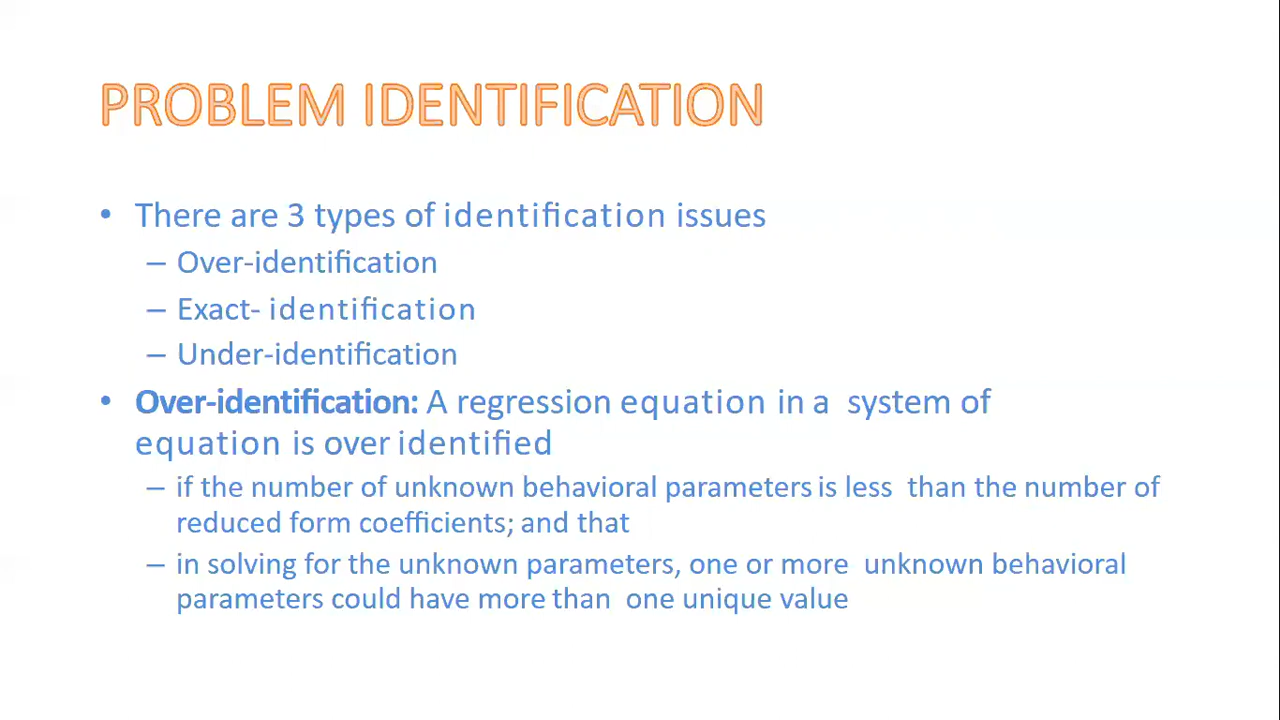 PROBLEM IDENTIFICATION
• There are 3 types of identification issues
– Over-identification
– Exact- identification
– Under-identification
• Over-identification: A regression equation in a system of
equation is over identified
– if the number of unknown behavioral parameters is less than the number of
reduced form coefficients; and that
– in solving for the unknown parameters, one or more unknown behavioral
parameters could have more than one unique value